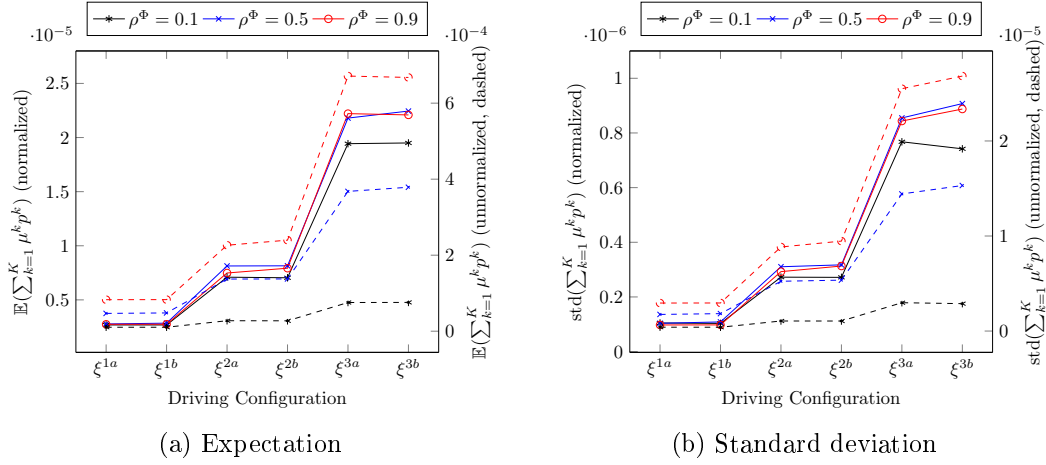 ρ^Φ = 0.1 ρ^Φ = 0.5 ρ^Φ = 0.9
·10^−5 ·10^−4
2.5
2
1.5
1
0.5
6
4
2
0
𝔼(∑_{k=1}^K μ^k p^k) (normalized)
𝔼(∑_{k=1}^K μ^k p^k) (unnormalized, dashed)
ξ^{1a} ξ^{1b} ξ^{2a} ξ^{2b} ξ^{3a} ξ^{3b}
Driving Configuration
(a) Expectation
ρ^Φ = 0.1 ρ^Φ = 0.5 ρ^Φ = 0.9
·10^−6 ·10^−5
1
0.8
0.6
0.4
0.2
0
2
1
0
std(∑_{k=1}^K μ^k p^k) (normalized)
std(∑_{k=1}^K μ^k p^k) (unnormalized, dashed)
ξ^{1a} ξ^{1b} ξ^{2a} ξ^{2b} ξ^{3a} ξ^{3b}
Driving Configuration
(b) Standard deviation